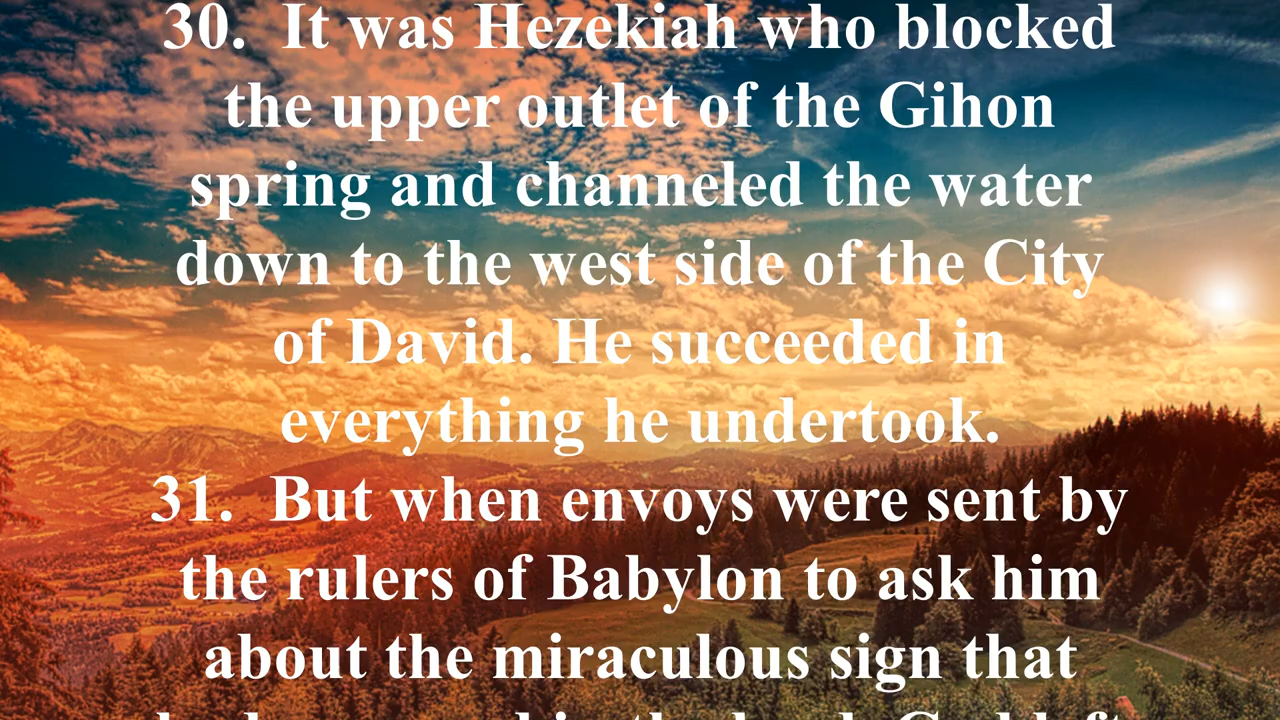 30.  It was Hezekiah who blocked
the upper outlet of the Gihon
spring and channeled the water
down to the west side of the City
of David. He succeeded in
everything he undertook.
31.  But when envoys were sent by
the rulers of Babylon to ask him
about the miraculous sign that